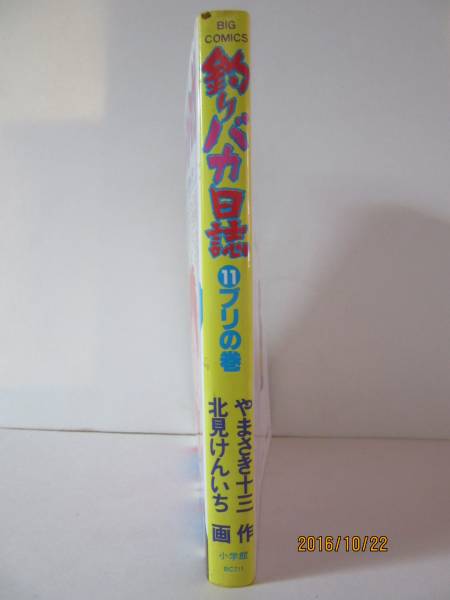 BIG
COMICS
釣りバカ日誌
⑪ブリの巻
やまさき十三 作
北見けんいち 画
小学館
BC211
2016/10/22